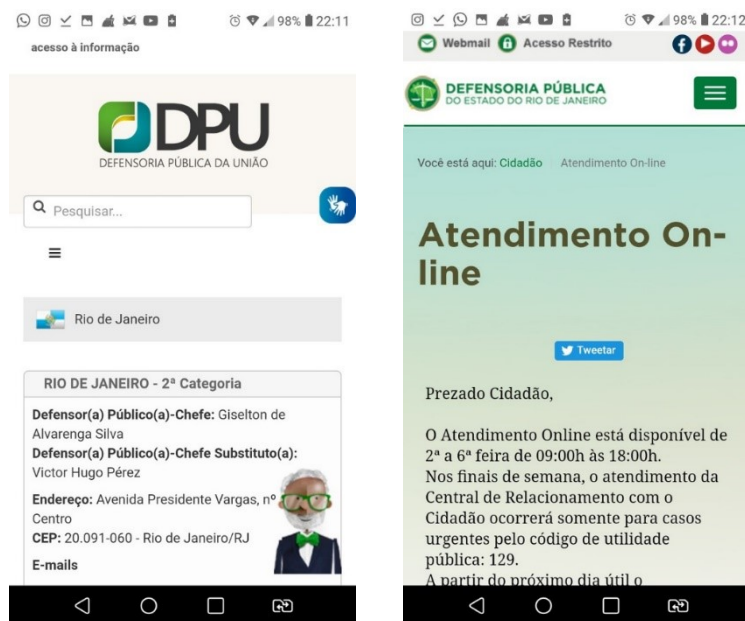 98% 22:11
acesso à informação
DPU
DEFENSORIA PÚBLICA DA UNIÃO
Pesquisar...
Rio de Janeiro
RIO DE JANEIRO - 2ª Categoria
Defensor(a) Público(a)-Chefe: Giselton de
Alvarenga Silva
Defensor(a) Público(a)-Chefe Substituto(a):
Victor Hugo Pérez
Endereço: Avenida Presidente Vargas, nº
Centro
CEP: 20.091-060 - Rio de Janeiro/RJ
E-mails
98% 22:12
Webmail Acesso Restrito
DEFENSORIA PÚBLICA
DO ESTADO DO RIO DE JANEIRO
Você está aqui: Cidadão Atendimento On-line
Atendimento On-
line
Tweetar
Prezado Cidadão,
O Atendimento Online está disponível de
2ª a 6ª feira de 09:00h às 18:00h.
Nos finais de semana, o atendimento da
Central de Relacionamento com o
Cidadão ocorrerá somente para casos
urgentes pelo código de utilidade
pública: 129.
A partir do próximo dia útil o